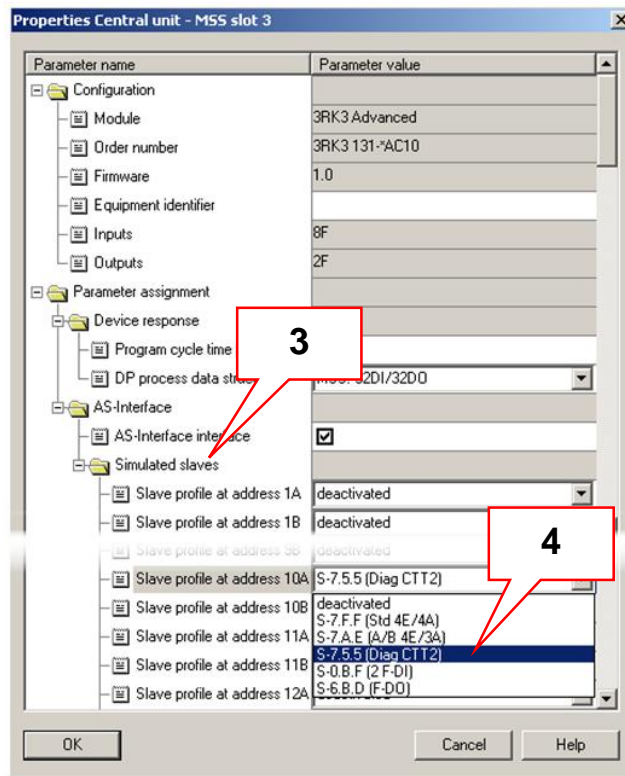 Properties Central unit - MSS slot 3
Parameter name Parameter value
Configuration
Module 3RK3 Advanced
Order number 3RK3 131-*AC10
Firmware 1.0
Equipment identifier
Inputs 8F
Outputs 2F
Parameter assignment
Device response
3
Program cycle time
DP process data
AS-Interface
AS-Interface interface
Simulated slaves
Slave profile at address 1A deactivated
Slave profile at address 1B deactivated
Slave profile at address 9B deactivated
4
Slave profile at address 10A S-7.5.5 (Diag CTT2)
Slave profile at address 10B deactivated
S-7.F.F (Std 4E/4A)
Slave profile at address 11A S-7.A.E (A/B 4E/3A)
S-7.5.5 (Diag CTT2)
Slave profile at address 11B S-0.B.F (2 F-DI)
S-6.B.D (F-DO)
Slave profile at address 12A
OK Cancel Help